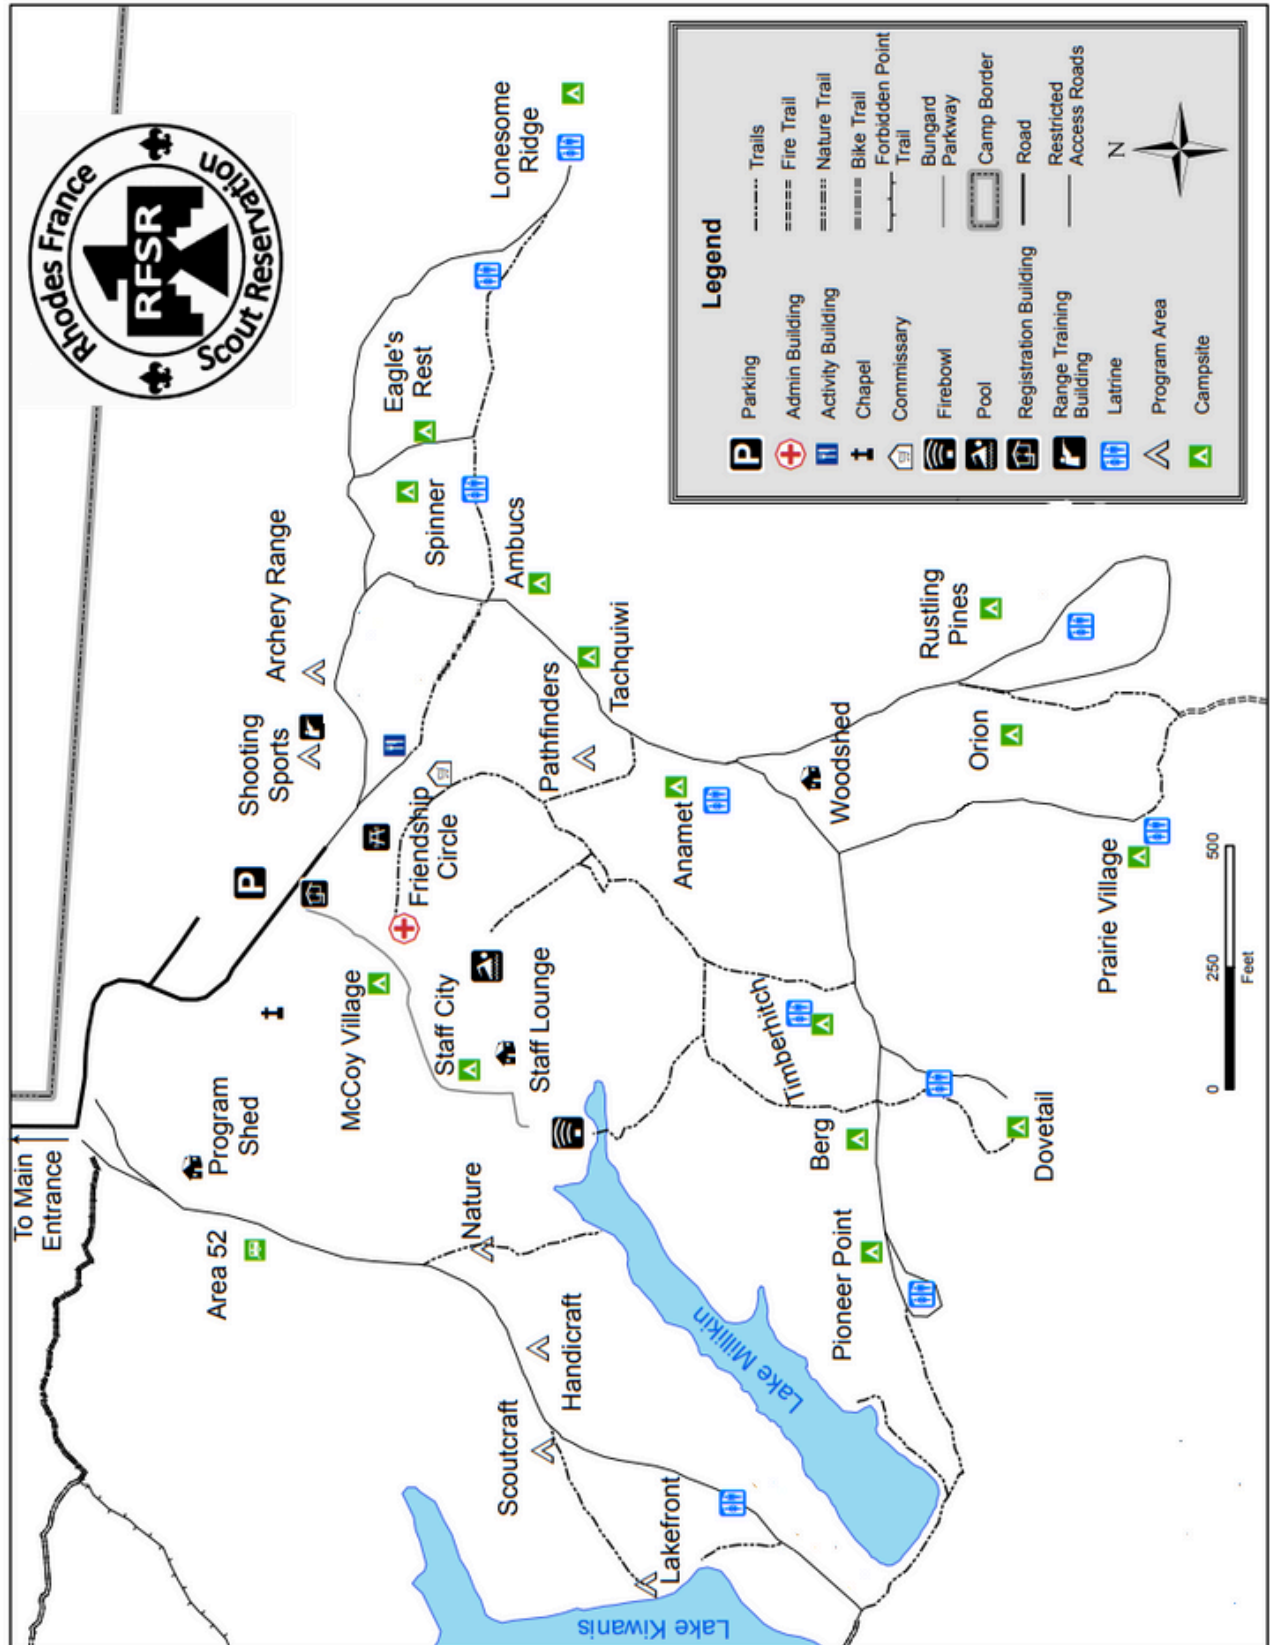 Rhodes France
RFSR
Scout Reservation
Lonesome
Ridge
Eagle's
Rest
Spinner
Ambucs
Archery Range
Shooting
Sports
Pathfinders
Tachquiwi
Friendship
Circle
P
Anamet
Woodshed
Rustling
Pines
Orion
Prairie Village
McCoy Village
Staff City
Staff Lounge
Timberhitch
Berg
Dovetail
Pioneer Point
Program
Shed
To Main
Entrance
Area 52
Nature
Handicraft
Scoutcraft
Lakefront
Lake Millikin
Lake Kiwanis
Legend
P
Parking
Admin Building
Activity Building
Chapel
Commissary
Firebowl
Pool
Registration Building
Range Training
Building
Latrine
Program Area
Campsite
Trails
Fire Trail
Nature Trail
Bike Trail
Forbidden Point
Trail
Bungard
Parkway
Camp Border
Road
Restricted
Access Roads
N
0 250 500
Feet